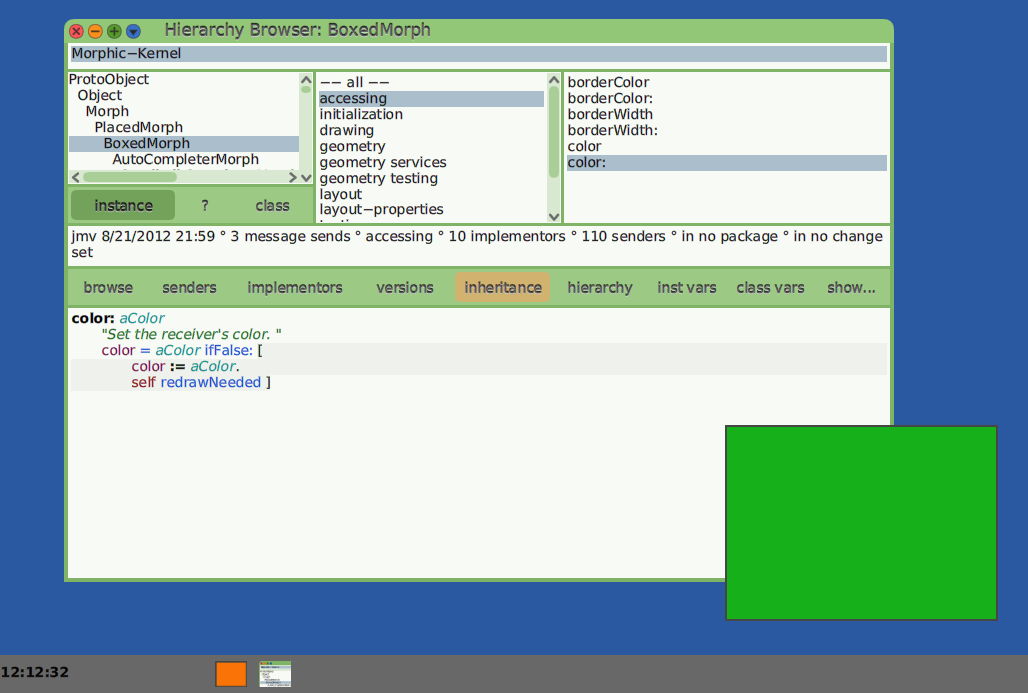 Hierarchy Browser: BoxedMorph
Morphic−Kernel
ProtoObject
Object
Morph
PlacedMorph
BoxedMorph
AutoCompleterMorph
instance
?
class
−− all −−
accessing
initialization
drawing
geometry
geometry services
geometry testing
layout
layout−properties
borderColor
borderColor:
borderWidth
borderWidth:
color
color:
jmv 8/21/2012 21:59 ° 3 message sends ° accessing ° 10 implementors ° 110 senders ° in no package ° in no change
set
browse senders implementors versions inheritance hierarchy inst vars class vars show...
color: aColor
"Set the receiver's color. "
color = aColor ifFalse: [
color := aColor.
self redrawNeeded ]
12:12:32